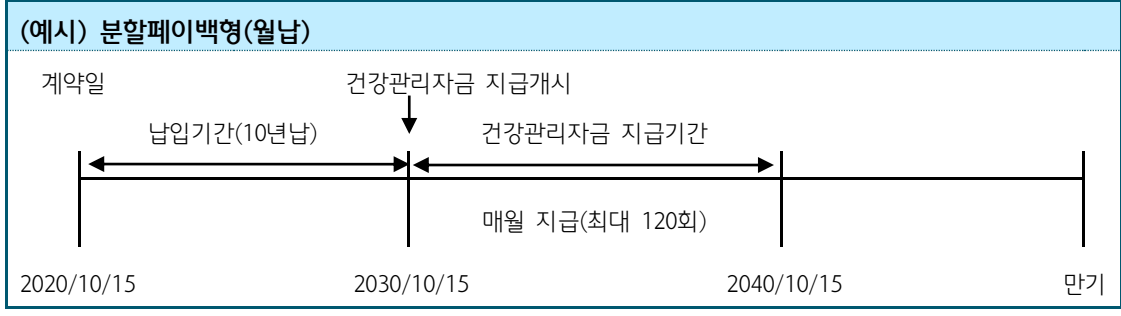 (예시) 분할페이백형(월납)
계약일 건강관리자금 지급개시
납입기간(10년납) 건강관리자금 지급기간
매월 지급(최대 120회)
2020/10/15 2030/10/15 2040/10/15 만기